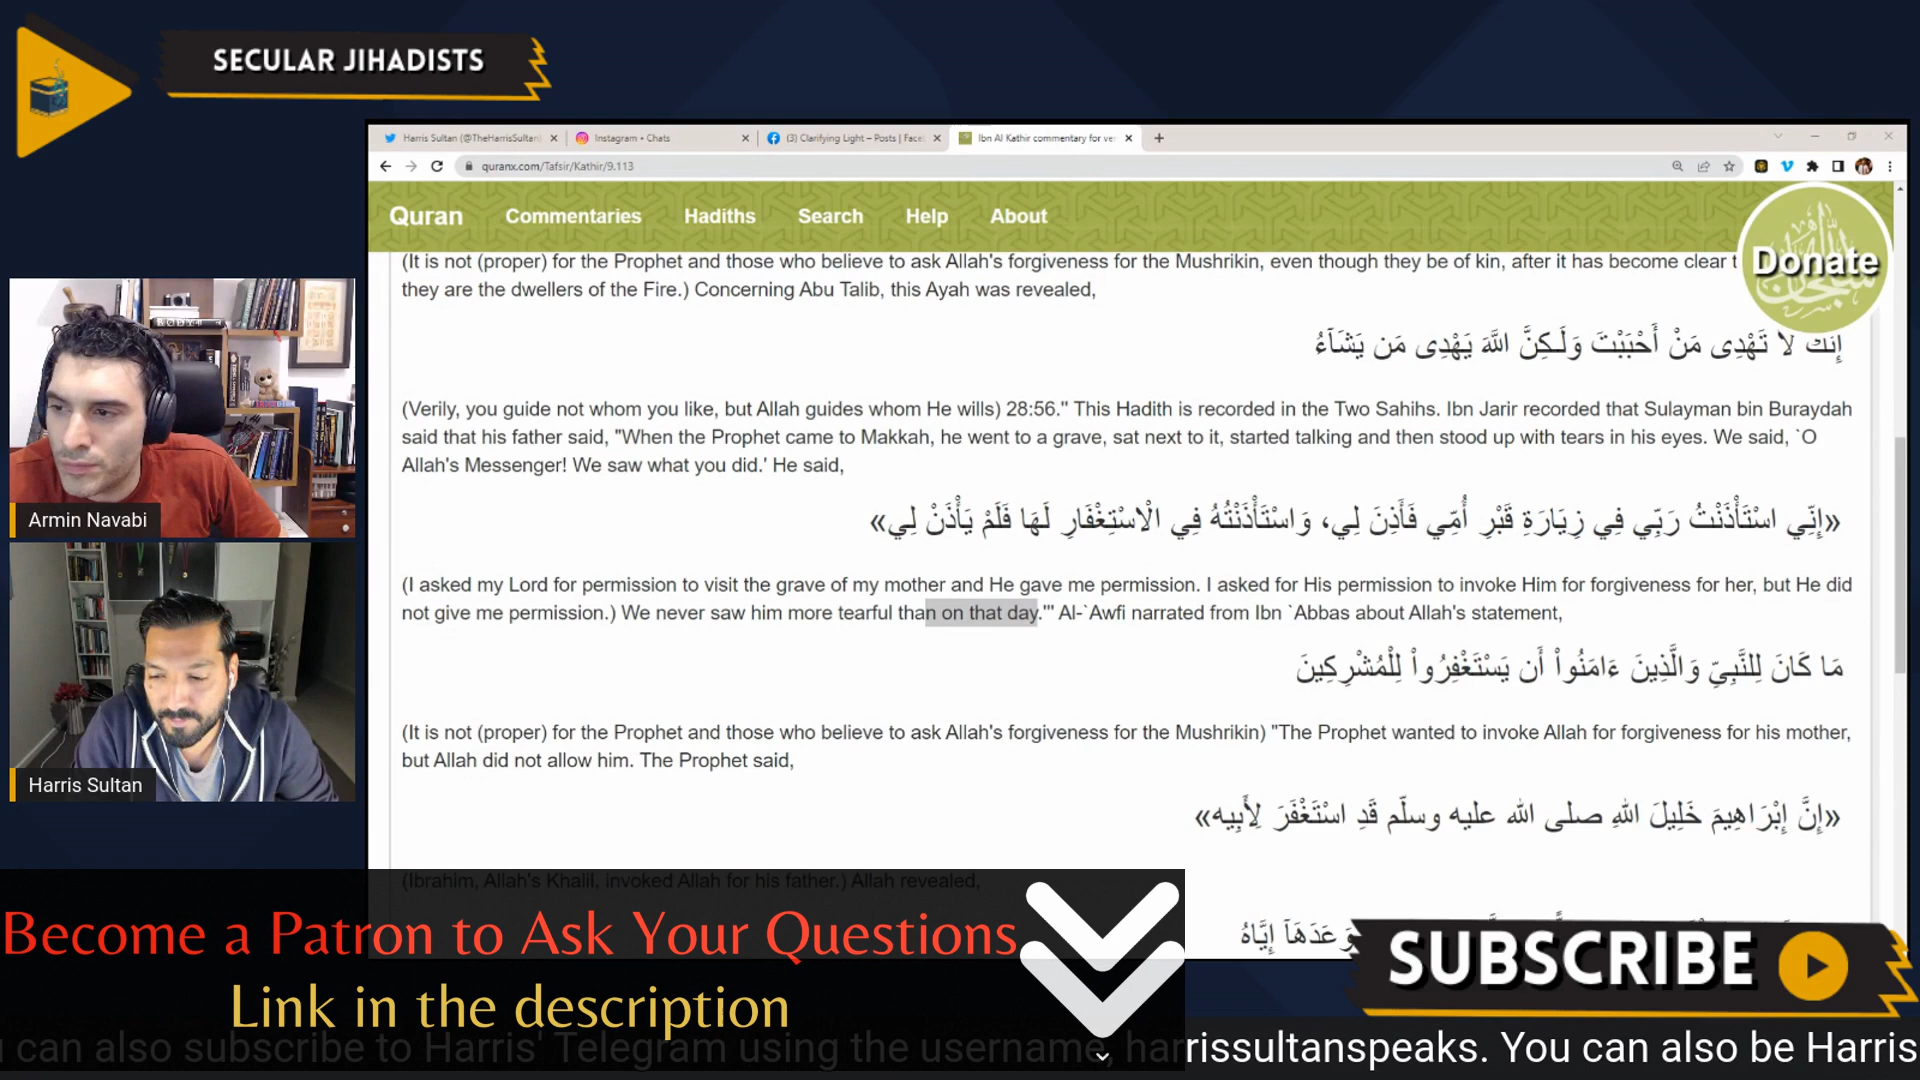 SECULAR JIHADISTS
Harris Sultan (@TheHarrisSultan)
Instagram • Chats
(3) Clarifying Light – Posts | Face
Ibn Al Kathir commentary for ver
quranx.com/Tafsir/Kathir/9.113
Quran Commentaries Hadiths Search Help About
Donate
(It is not (proper) for the Prophet and those who believe to ask Allah's forgiveness for the Mushrikin, even though they be of kin, after it has become clear t
they are the dwellers of the Fire.) Concerning Abu Talib, this Ayah was revealed,
إِنَّكَ لاَ تَهْدِى مَنْ أَحْبَبْتَ وَلَـكِنَّ اللَّهَ يَهْدِى مَن يَشَآءُ
(Verily, you guide not whom you like, but Allah guides whom He wills) 28:56.'' This Hadith is recorded in the Two Sahihs. Ibn Jarir recorded that Sulayman bin Buraydah
said that his father said, "When the Prophet came to Makkah, he went to a grave, sat next to it, started talking and then stood up with tears in his eyes. We said, `O
Allah's Messenger! We saw what you did.' He said,
«إِنِّي اسْتَأْذَنْتُ رَبِّي فِي زِيَارَةِ قَبْرِ أُمِّي فَأَذِنَ لِي، وَاسْتَأْذَنْتُهُ فِي الْاسْتِغْفَارِ لَهَا فَلَمْ يَأْذَنْ لِي»
(I asked my Lord for permission to visit the grave of my mother and He gave me permission. I asked for His permission to invoke Him for forgiveness for her, but He did
not give me permission.) We never saw him more tearful than on that day.''' Al-`Awfi narrated from Ibn `Abbas about Allah's statement,
مَا كَانَ لِلنَّبِىِّ وَالَّذِينَ ءَامَنُواْ أَن يَسْتَغْفِرُواْ لِلْمُشْرِكِينَ
(It is not (proper) for the Prophet and those who believe to ask Allah's forgiveness for the Mushrikin) "The Prophet wanted to invoke Allah for forgiveness for his mother,
but Allah did not allow him. The Prophet said,
«إِنَّ إِبْرَاهِيمَ خَلِيلَ اللهِ صلى الله عليه وسلّم قَدِ اسْتَغْفَرَ لِأَبِيه»
(Ibrahim, Allah's Khalil, invoked Allah for his father.) Allah revealed,
وَعَدَهَآ إِيَّاهُ
Armin Navabi
Harris Sultan
Become a Patron to Ask Your Questions
Link in the description
SUBSCRIBE
can also subscribe to Harris' Telegram using the username, harrissultanspeaks. You can also be Harris